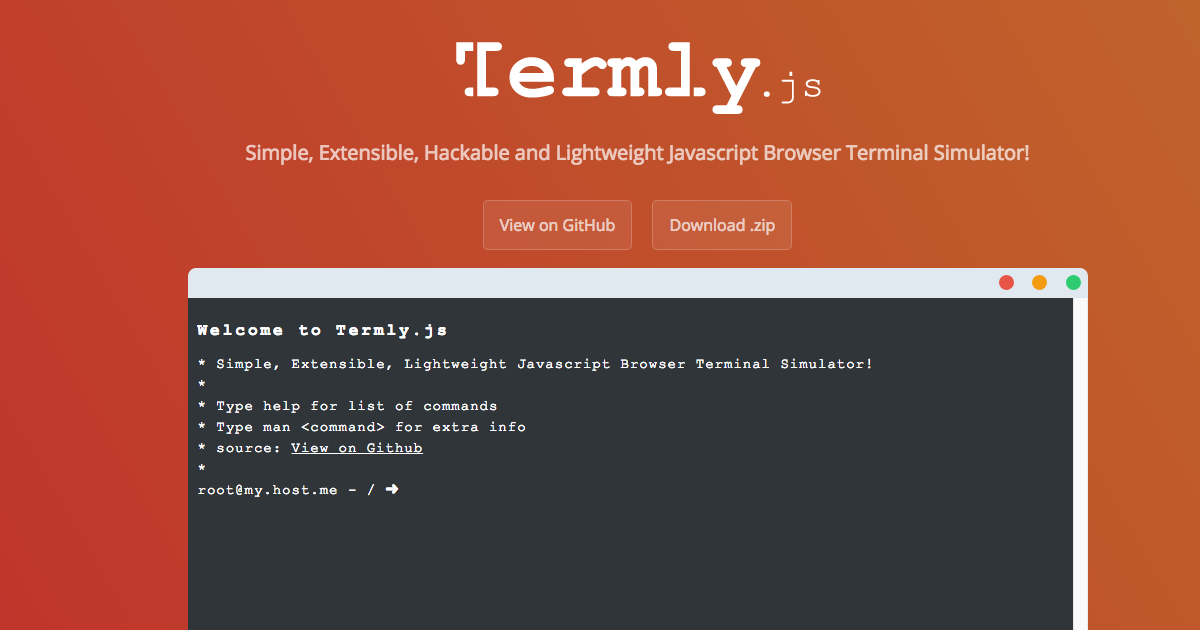 Termly.js
Simple, Extensible, Hackable and Lightweight Javascript Browser Terminal Simulator!
View on GitHub
Download .zip
Welcome to Termly.js
* Simple, Extensible, Lightweight Javascript Browser Terminal Simulator!
*
* Type help for list of commands
* Type man <command> for extra info
* source: View on Github
*
root@my.host.me - / ➜